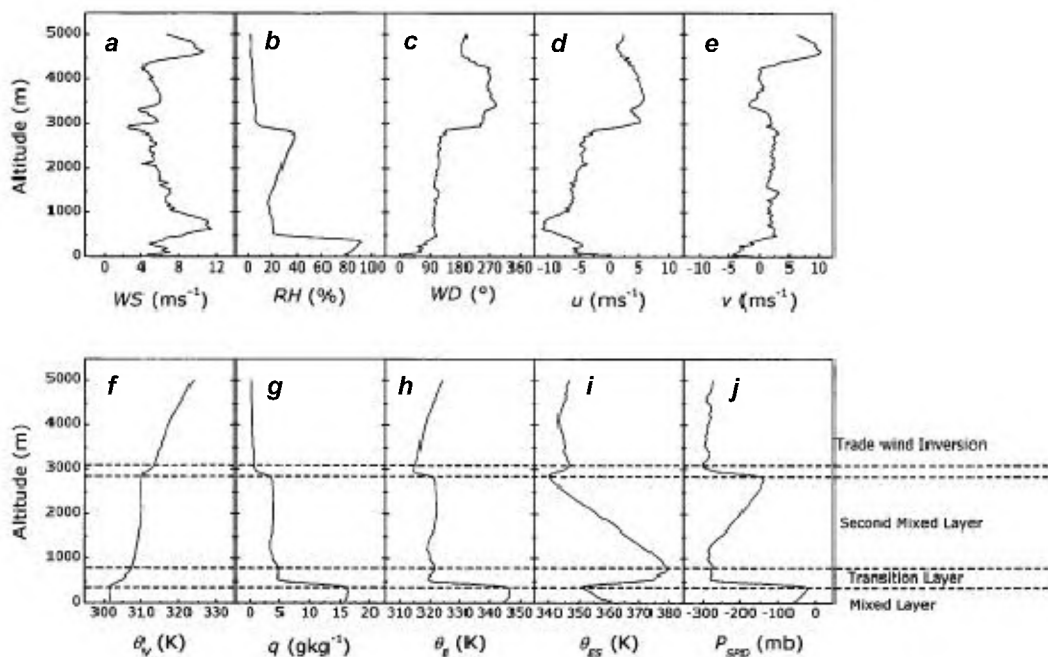 a b c d e
5000
4000
3000
2000
1000
0
Altitude (m)
0 4 8 12
0 20 40 60 80 100
0 90 180 270 360
-10 -5 0 5 10
-10 -5 0 5 10
WS (ms-1)
RH (%)
WD (°)
u (ms-1)
v (ms-1)
f g h i j
5000
4000
3000
2000
1000
0
Altitude (m)
Trade wind Inversion
Second Mixed Layer
Transition Layer
Mixed Layer
300 310 320 330
0 5 10 15 20
310 320 330 340 350
340 350 360 370 380
-300 -200 -100 0
θV (K)
q (gkg-1)
θE (K)
θES (K)
PSPD (mb)